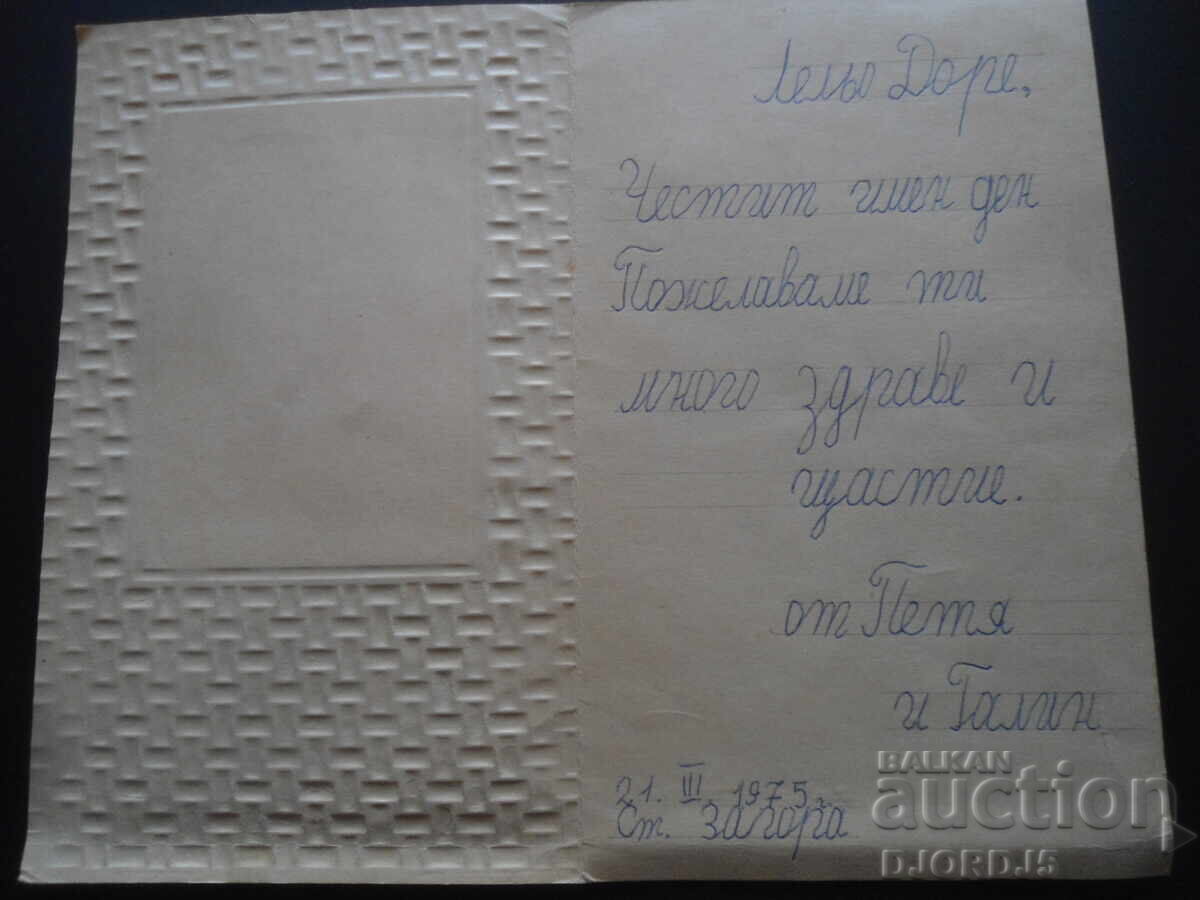 Лельо Доре,
Честит имен ден
Пожелаваме ти
много здраве и
щастие.
от Петя
и Галин
21. III 1975
Ст. Загора
BALKAN
auction
DJORDJ5